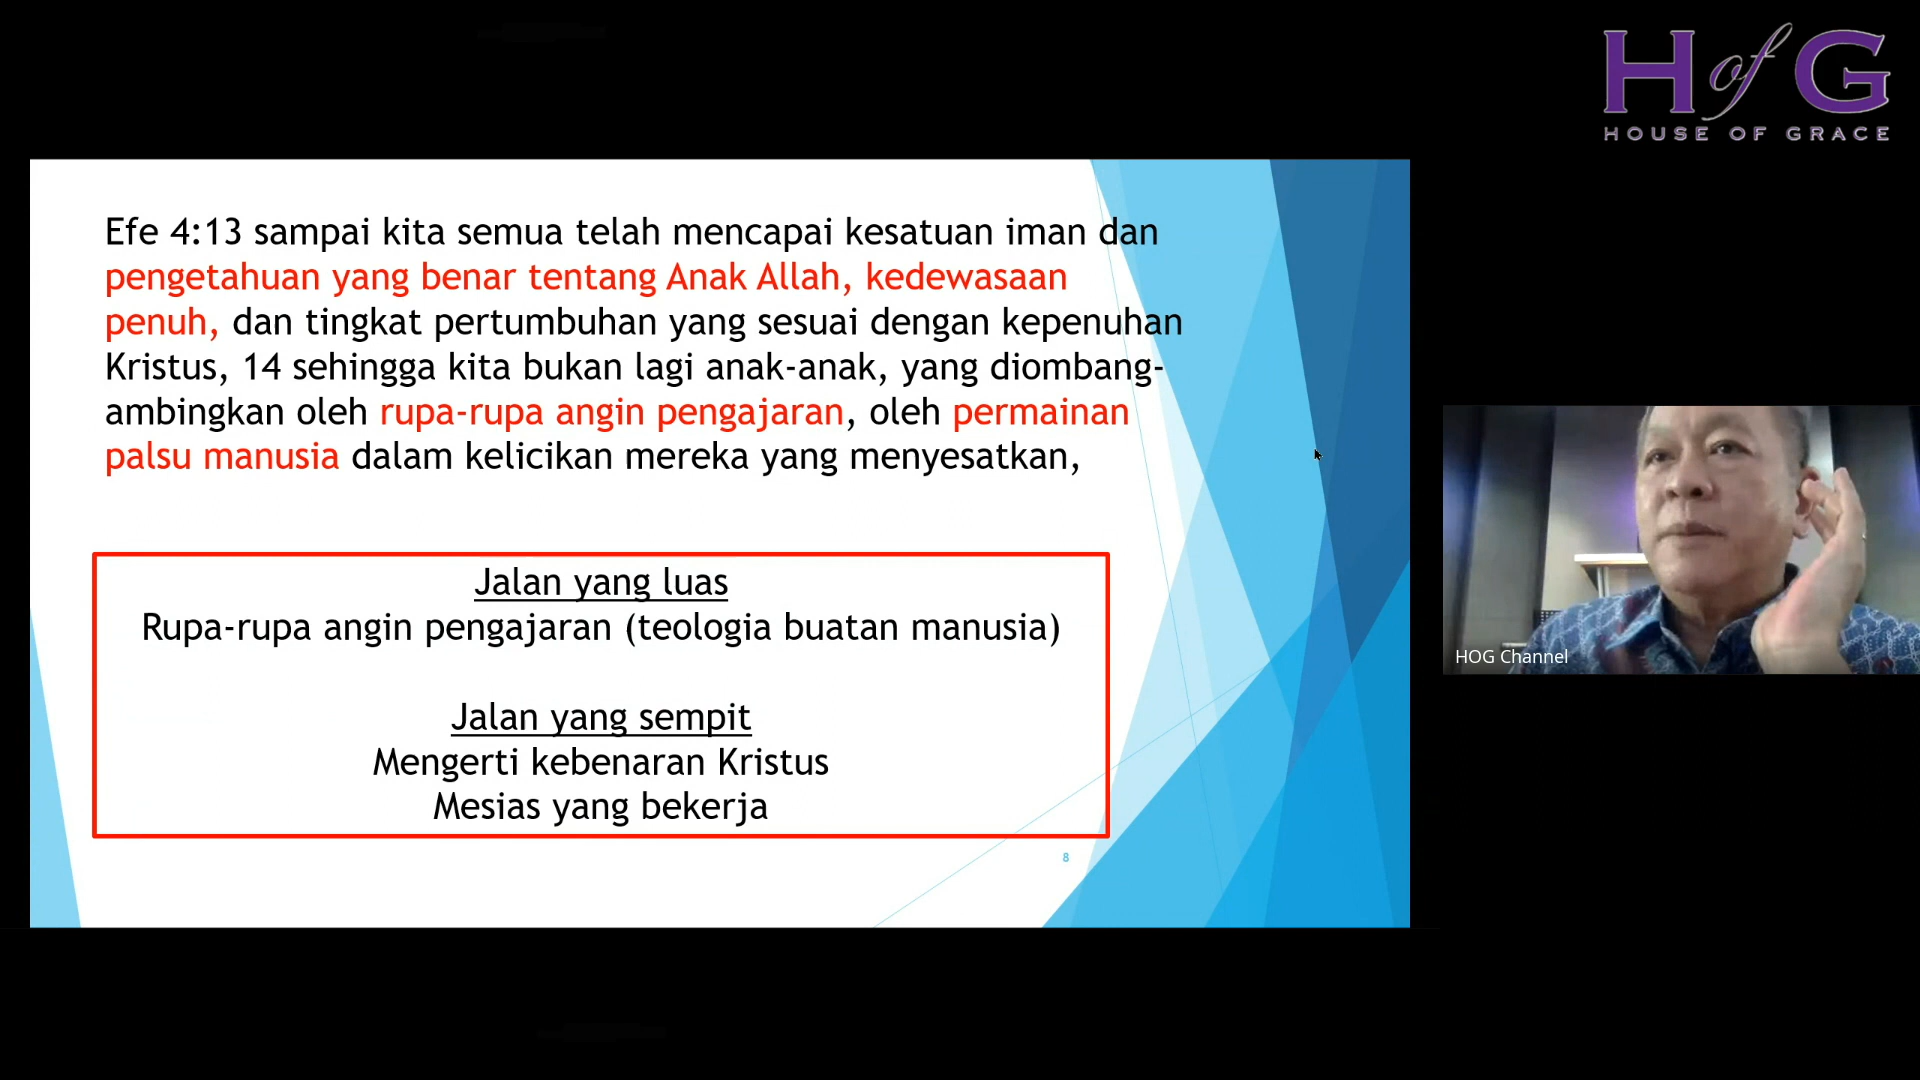 H of G
HOUSE OF GRACE
Efe 4:13 sampai kita semua telah mencapai kesatuan iman dan
pengetahuan yang benar tentang Anak Allah, kedewasaan
penuh, dan tingkat pertumbuhan yang sesuai dengan kepenuhan
Kristus, 14 sehingga kita bukan lagi anak-anak, yang diombang-
ambingkan oleh rupa-rupa angin pengajaran, oleh permainan
palsu manusia dalam kelicikan mereka yang menyesatkan,
Jalan yang luas
Rupa-rupa angin pengajaran (teologia buatan manusia)
Jalan yang sempit
Mengerti kebenaran Kristus
Mesias yang bekerja
8
HOG Channel